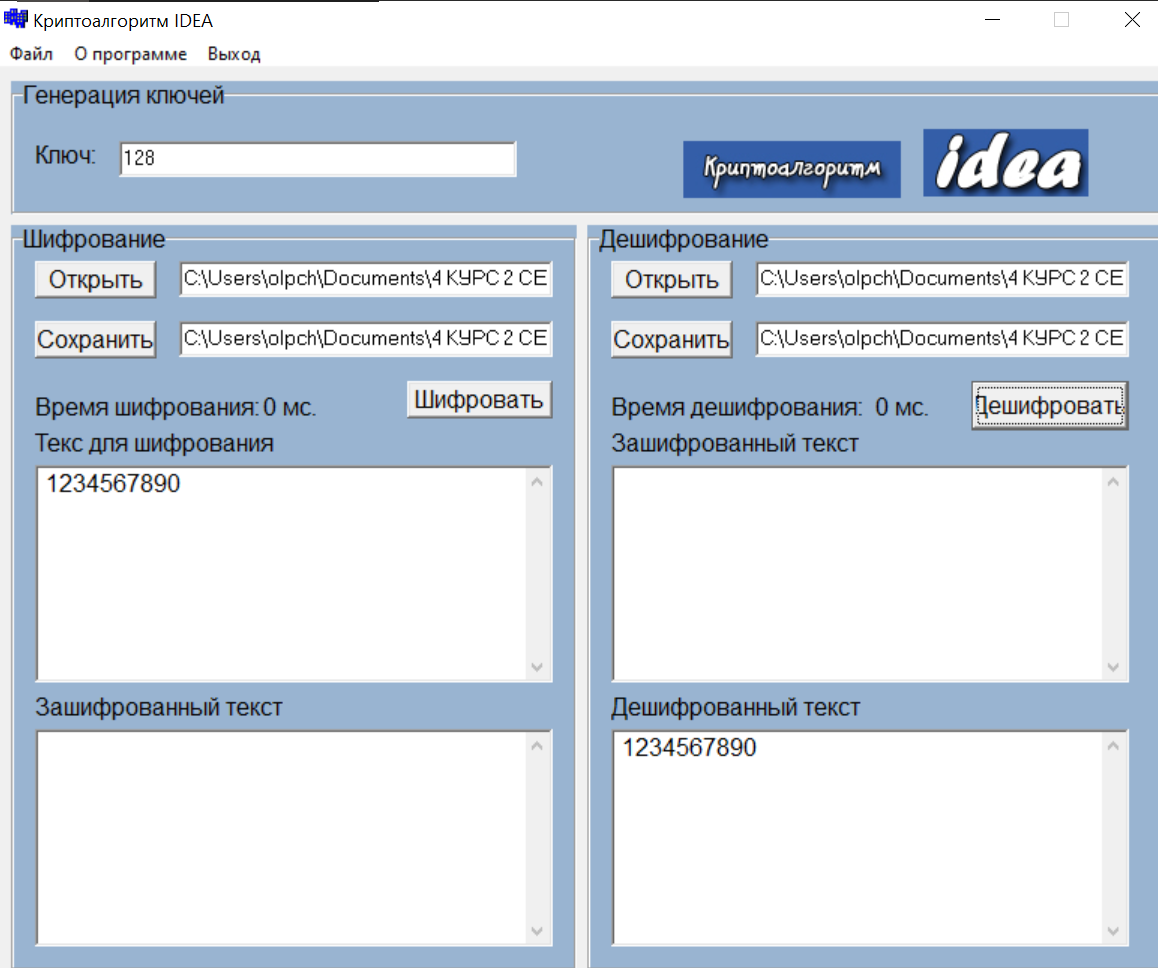 Криптоалгоритм IDEA
Файл О программе Выход
Генерация ключей
Ключ: 128
Криптоалгоритм idea
Шифрование
Открыть C:\Users\olpch\Documents\4 КУРС 2 СЕ
Сохранить C:\Users\olpch\Documents\4 КУРС 2 СЕ
Время шифрования: 0 мс. Шифровать
Текс для шифрования
1234567890
Зашифрованный текст
Дешифрование
Открыть C:\Users\olpch\Documents\4 КУРС 2 СЕ
Сохранить C:\Users\olpch\Documents\4 КУРС 2 СЕ
Время дешифрования: 0 мс. Дешифровать
Зашифрованный текст
Дешифрованный текст
1234567890